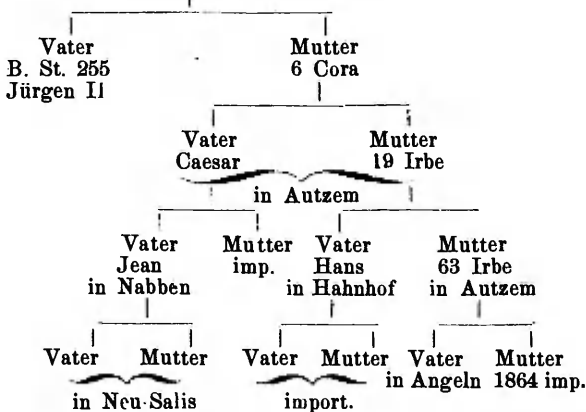 Vater Mutter
B. St. 255 6 Cora
Jürgen II
Vater Mutter
Caesar 19 Irbe
in Autzem
Vater Mutter Vater Mutter
Jean imp. Hans 63 Irbe
in Nabben in Hahnhof in Autzem
Vater Mutter Vater Mutter Vater Mutter
in Angeln 1864 imp.
in Neu-Salis import.